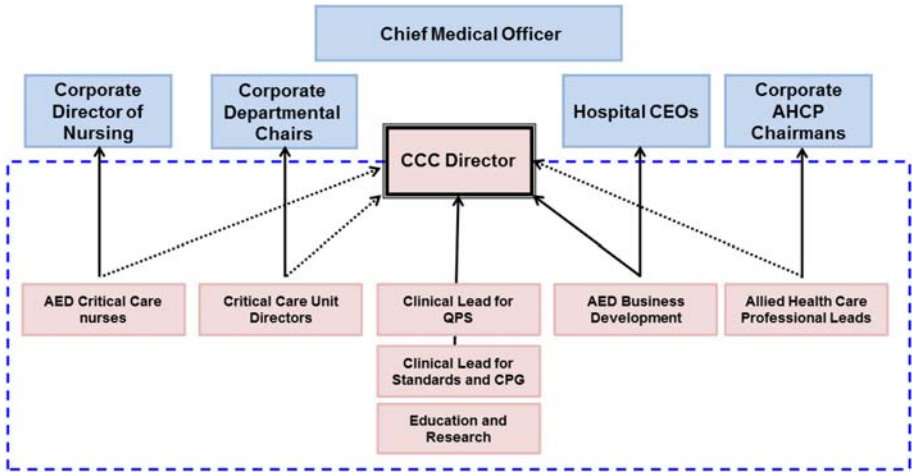 Chief Medical Officer
Corporate
Director of
Nursing
Corporate
Departmental
Chairs
Hospital CEOs
Corporate
AHCP
Chairmans
CCC Director
AED Critical Care
nurses
Critical Care Unit
Directors
Clinical Lead for
QPS
AED Business
Development
Allied Health Care
Professional Leads
Clinical Lead for
Standards and CPG
Education and
Research